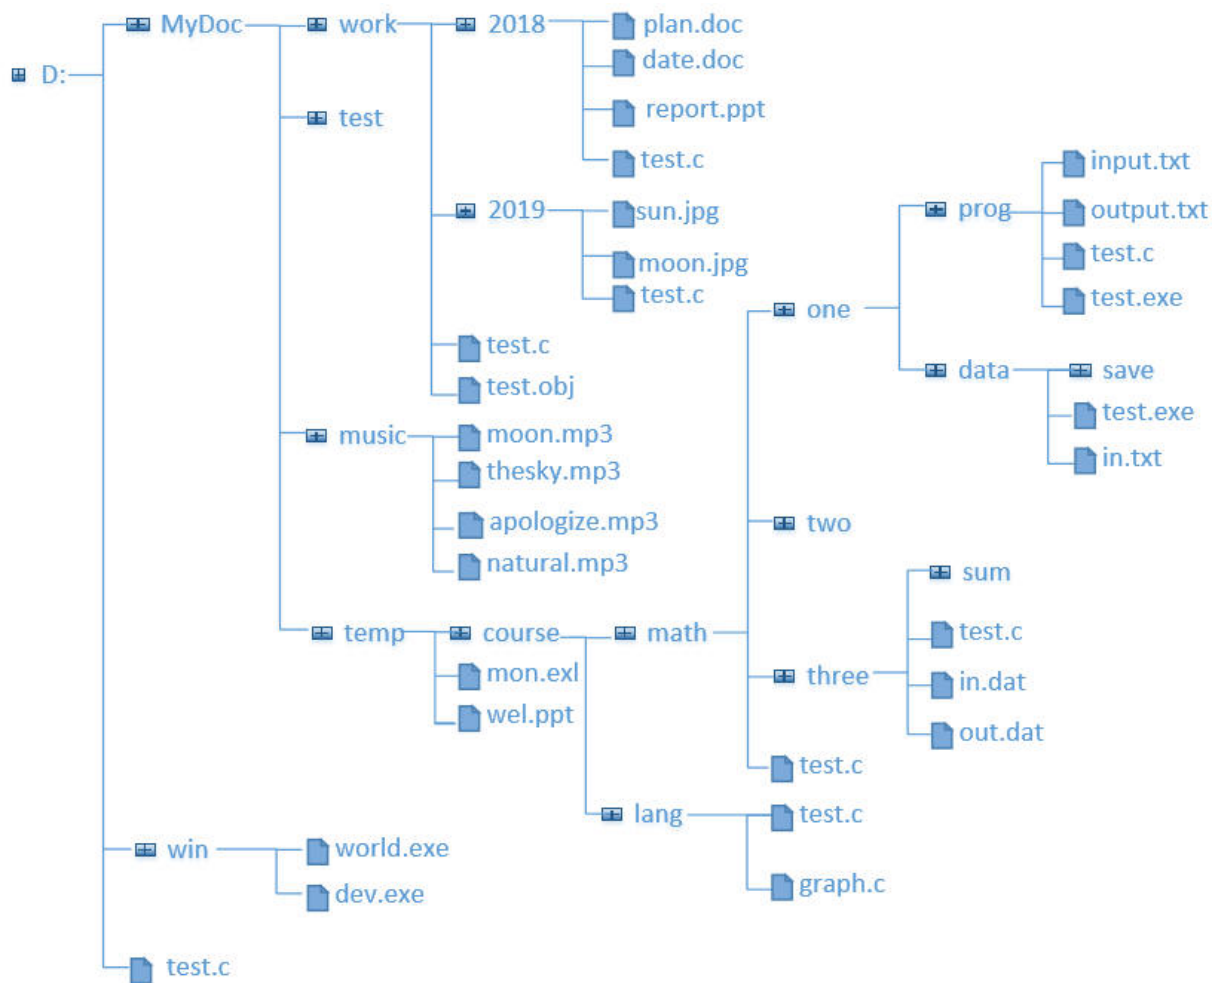 D:
MyDoc
work
2018
plan.doc
date.doc
report.ppt
test.c
2019
sun.jpg
moon.jpg
test.c
test.c
test.obj
test
music
moon.mp3
thesky.mp3
apologize.mp3
natural.mp3
temp
course
math
one
prog
input.txt
output.txt
test.c
test.exe
data
save
test.exe
in.txt
two
three
sum
test.c
in.dat
out.dat
test.c
lang
test.c
graph.c
mon.exl
wel.ppt
win
world.exe
dev.exe
test.c